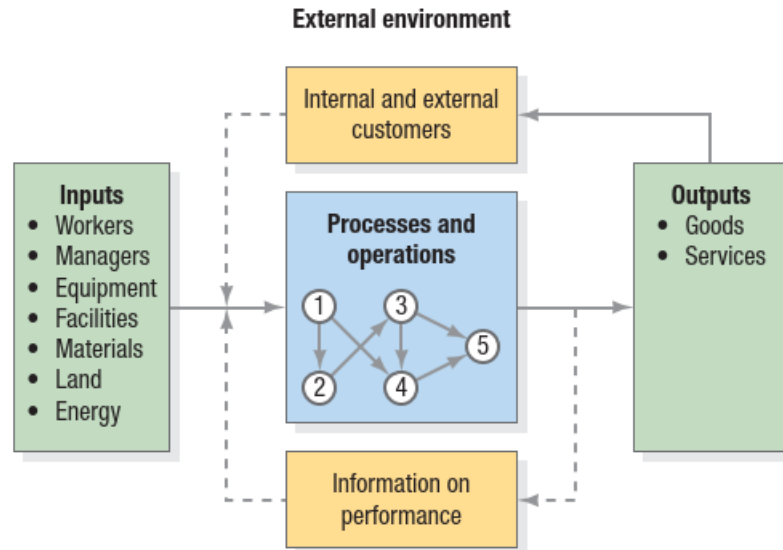 External environment
Internal and external
customers
Inputs
• Workers
• Managers
• Equipment
• Facilities
• Materials
• Land
• Energy
Processes and
operations
1
3
5
2
4
Outputs
• Goods
• Services
Information on
performance